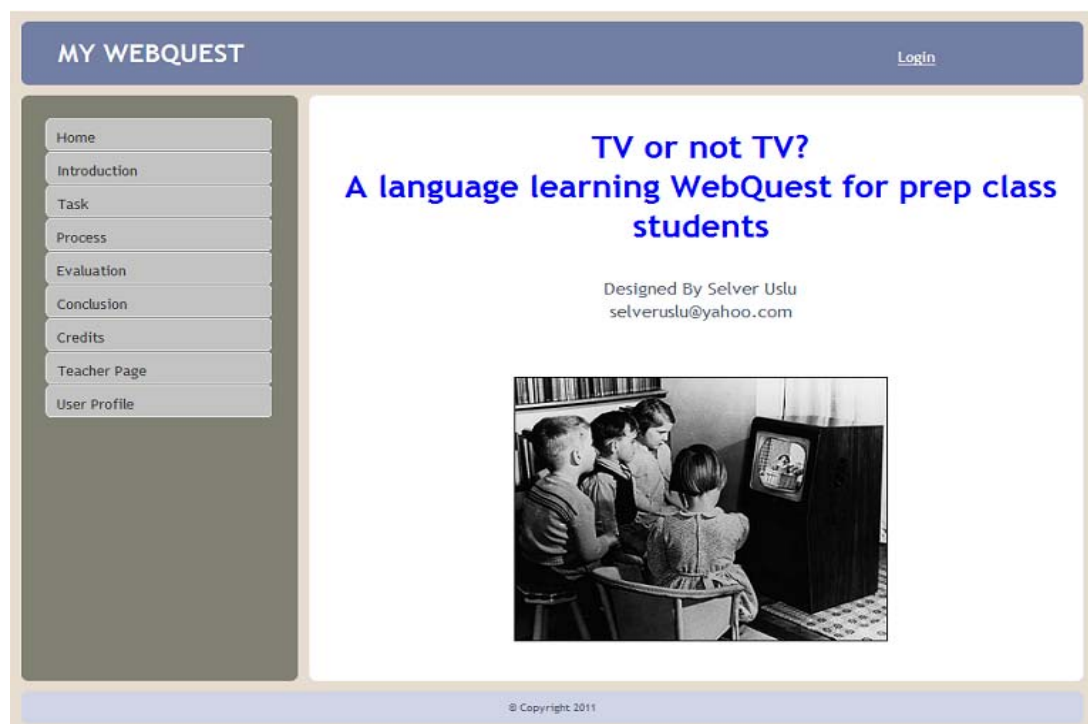 MY WEBQUEST
Login
Home
Introduction
Task
Process
Evaluation
Conclusion
Credits
Teacher Page
User Profile
TV or not TV?
A language learning WebQuest for prep class
students
Designed By Selver Uslu
selveruslu@yahoo.com
© Copyright 2011